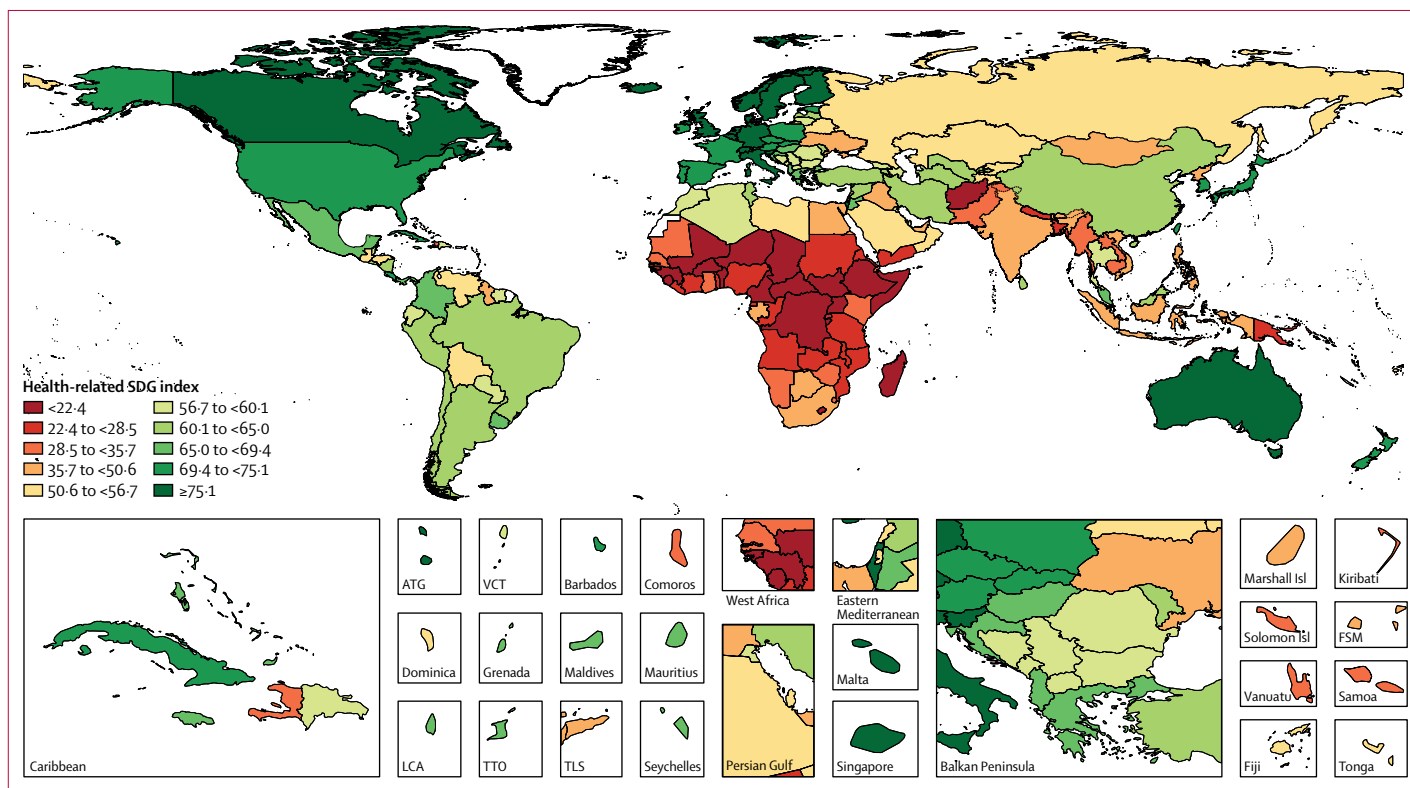 Health-related SDG index
<22·4
22·4 to <28·5
28·5 to <35·7
35·7 to <50·6
50·6 to <56·7
56·7 to <60·1
60·1 to <65·0
65·0 to <69·4
69·4 to <75·1
≥75·1
Caribbean
ATG
VCT
Barbados
Comoros
Dominica
Grenada
Maldives
Mauritius
LCA
TTO
TLS
Seychelles
West Africa
Eastern
Mediterranean
Persian Gulf
Malta
Singapore
Balkan Peninsula
Marshall Isl
Kiribati
Solomon Isl
FSM
Vanuatu
Samoa
Fiji
Tonga